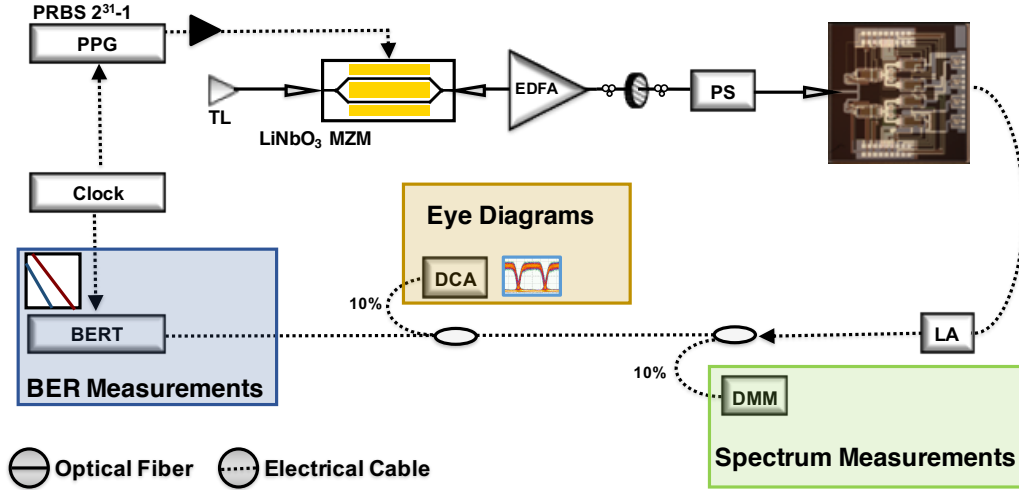 PRBS 2³¹-1
PPG
TL
LiNbO₃ MZM
EDFA
PS
Clock
Eye Diagrams
DCA
10%
BERT
BER Measurements
LA
10%
DMM
Spectrum Measurements
Optical Fiber
Electrical Cable